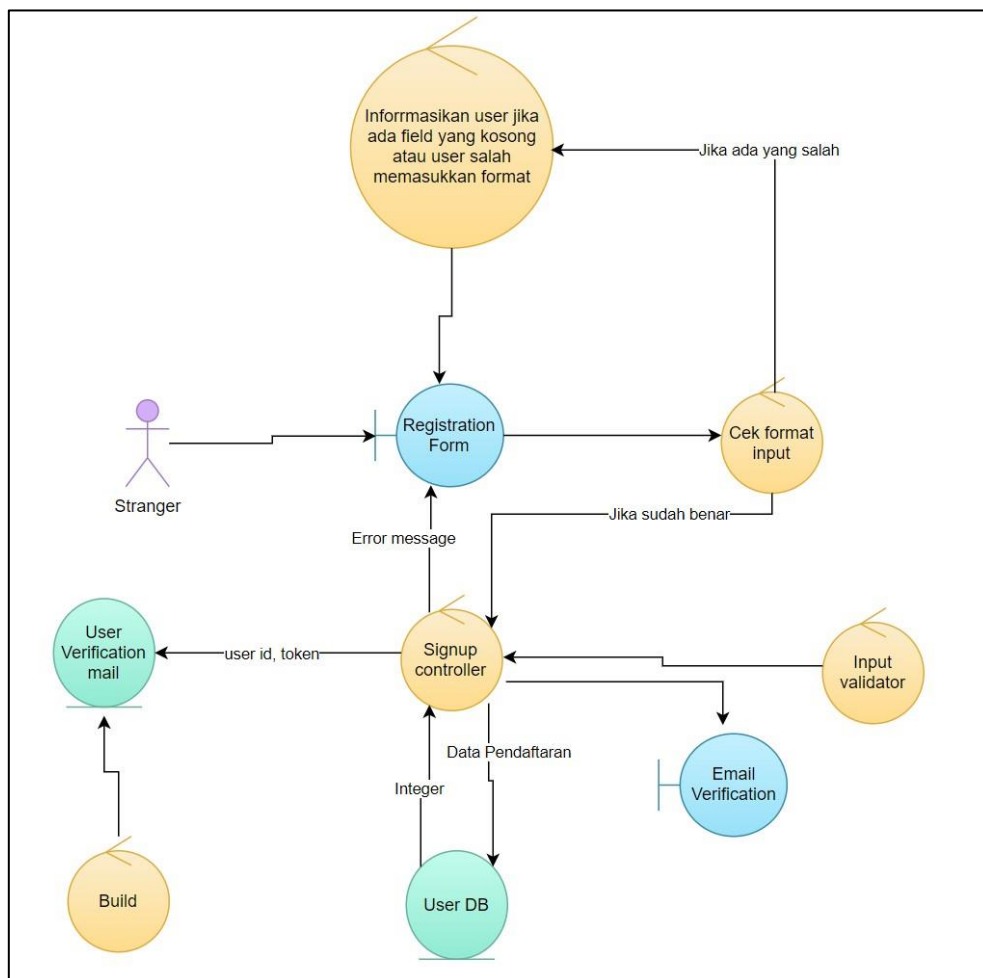 Inforrmasikan user jika
ada field yang kosong
atau user salah
memasukkan format
Jika ada yang salah
Registration
Form
Cek format
input
Stranger
Jika sudah benar
Error message
User
Verification
mail
user id, token
Signup
controller
Input
validator
Data Pendaftaran
Integer
Email
Verification
Build
User DB